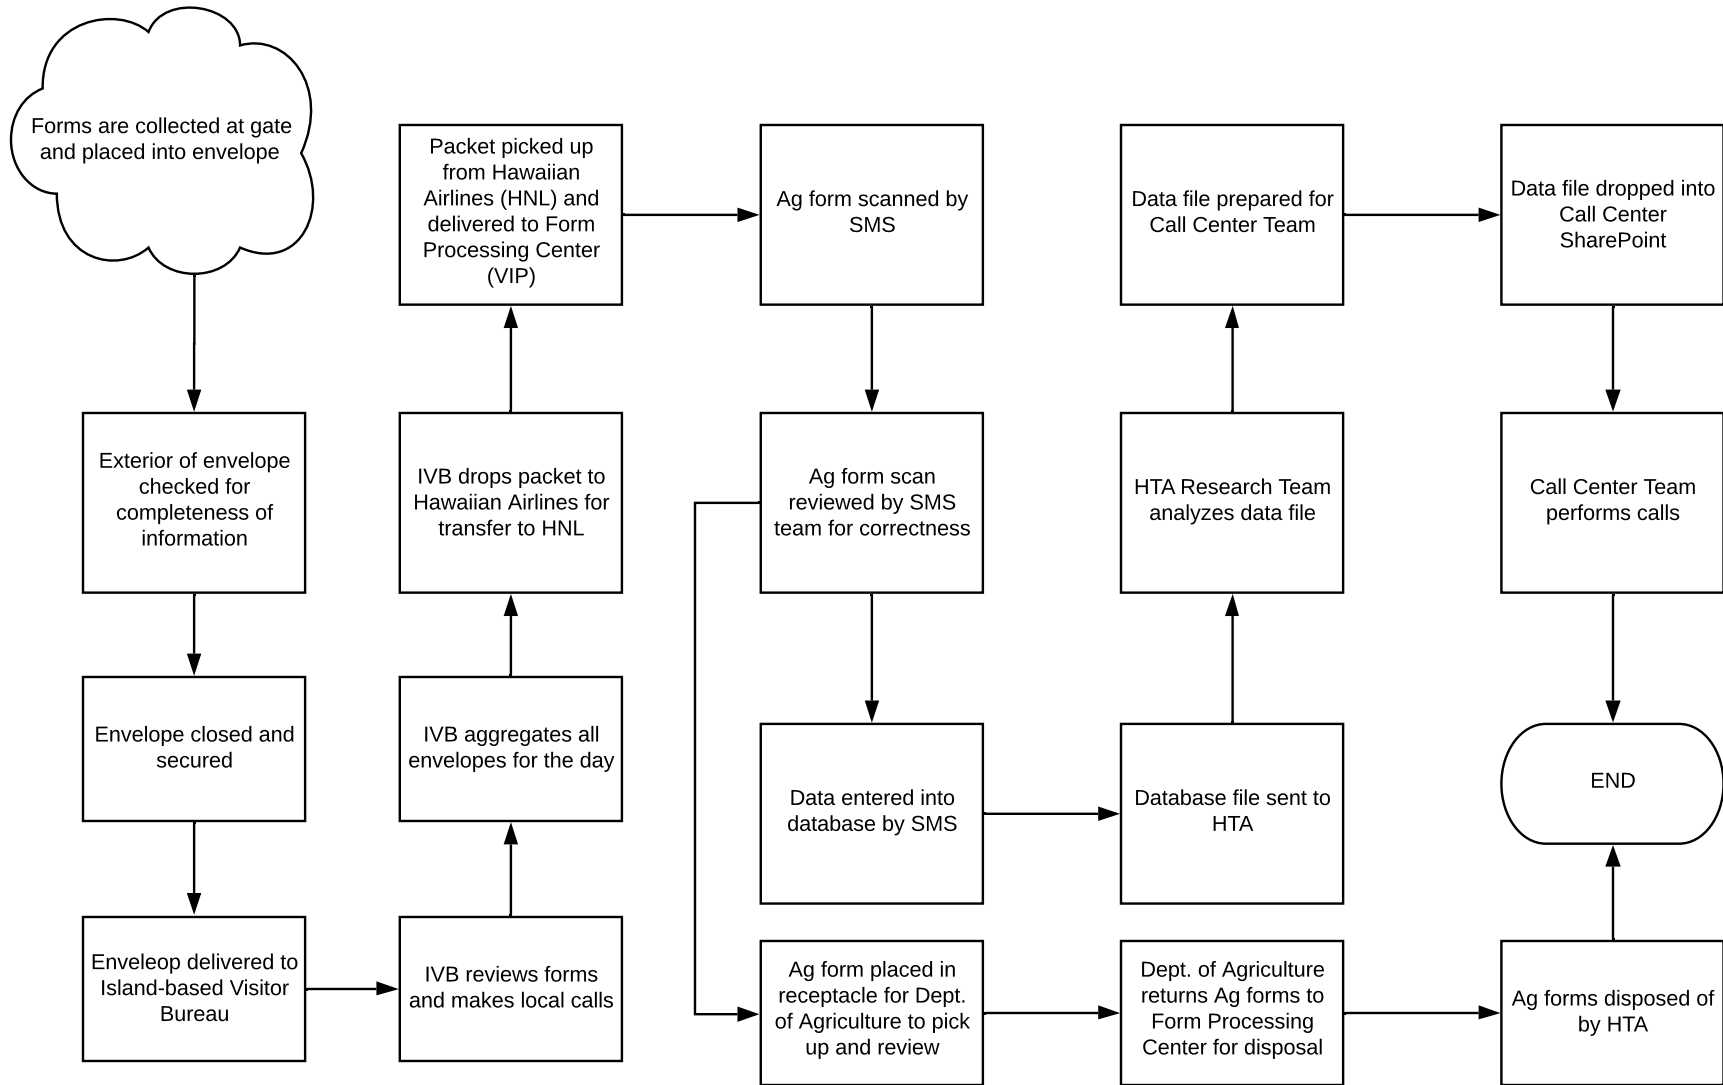 Forms are collected at gate
and placed into envelope
Exterior of envelope
checked for
completeness of
information
Envelope closed and
secured
Enveleop delivered to
Island-based Visitor
Bureau
IVB reviews forms
and makes local calls
IVB aggregates all
envelopes for the day
IVB drops packet to
Hawaiian Airlines for
transfer to HNL
Packet picked up
from Hawaiian
Airlines (HNL) and
delivered to Form
Processing Center
(VIP)
Ag form scanned by
SMS
Ag form scan
reviewed by SMS
team for correctness
Data entered into
database by SMS
Database file sent to
HTA
HTA Research Team
analyzes data file
Data file prepared for
Call Center Team
Data file dropped into
Call Center
SharePoint
Call Center Team
performs calls
END
Ag form placed in
receptacle for Dept.
of Agriculture to pick
up and review
Dept. of Agriculture
returns Ag forms to
Form Processing
Center for disposal
Ag forms disposed of
by HTA